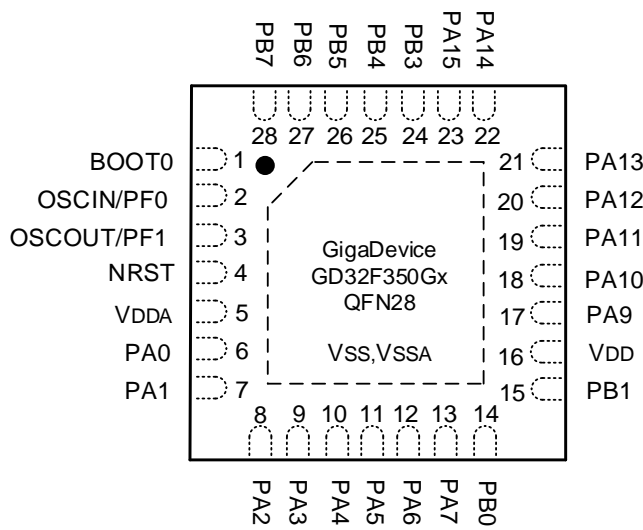 PB7
PB6
PB5
PB4
PB3
PA15
PA14
28
27
26
25
24
23
22
BOOT0 1
OSCIN/PF0 2
OSCOUT/PF1 3
NRST 4
VDDA 5
PA0 6
PA1 7
GigaDevice
GD32F350Gx
QFN28
VSS,VSSA
21 PA13
20 PA12
19 PA11
18 PA10
17 PA9
16 VDD
15 PB1
8
9
10
11
12
13
14
PA2
PA3
PA4
PA5
PA6
PA7
PB0